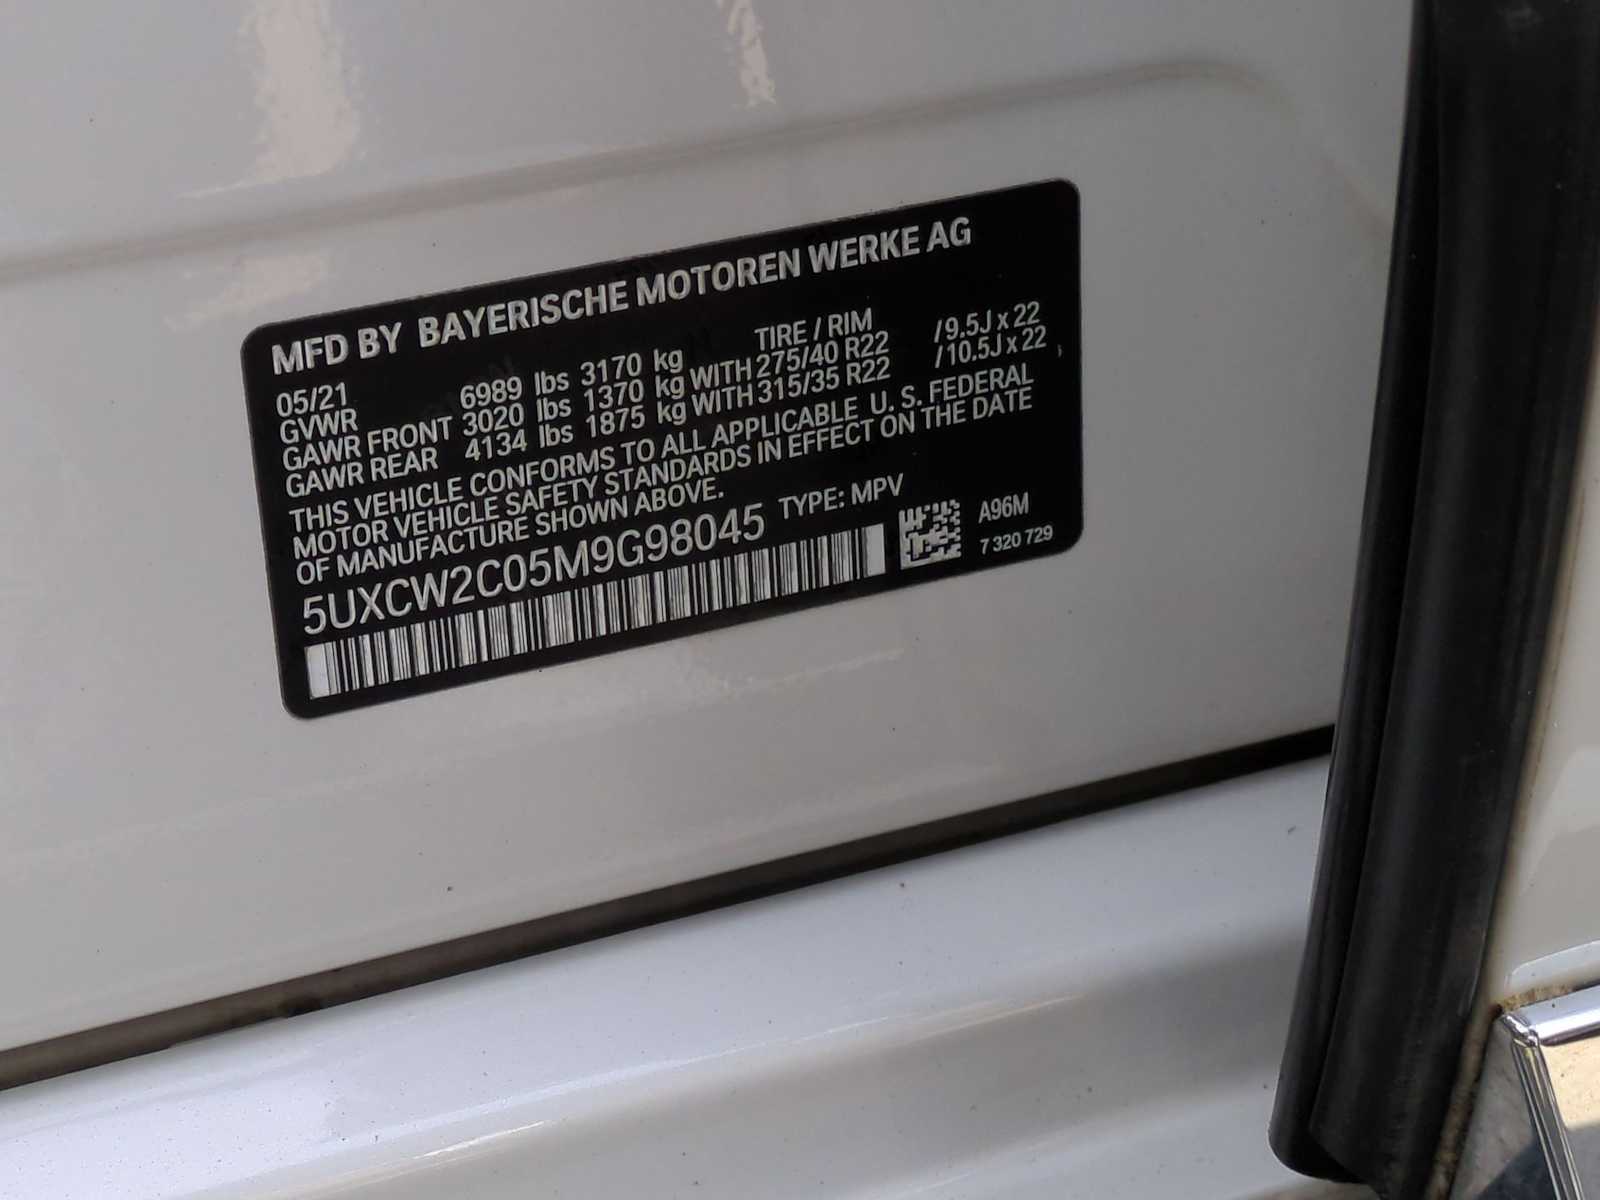 MFD BY BAYERISCHE MOTOREN WERKE AG
05/21 TIRE / RIM
GVWR 6989 lbs 3170 kg
GAWR FRONT 3020 lbs 1370 kg WITH 275/40 R22 /9.5J x 22
GAWR REAR 4134 lbs 1875 kg WITH 315/35 R22 /10.5J x 22
THIS VEHICLE CONFORMS TO ALL APPLICABLE U. S. FEDERAL
MOTOR VEHICLE SAFETY STANDARDS IN EFFECT ON THE DATE
OF MANUFACTURE SHOWN ABOVE.
5UXCW2C05M9G98045 TYPE: MPV
A96M
7 320 729